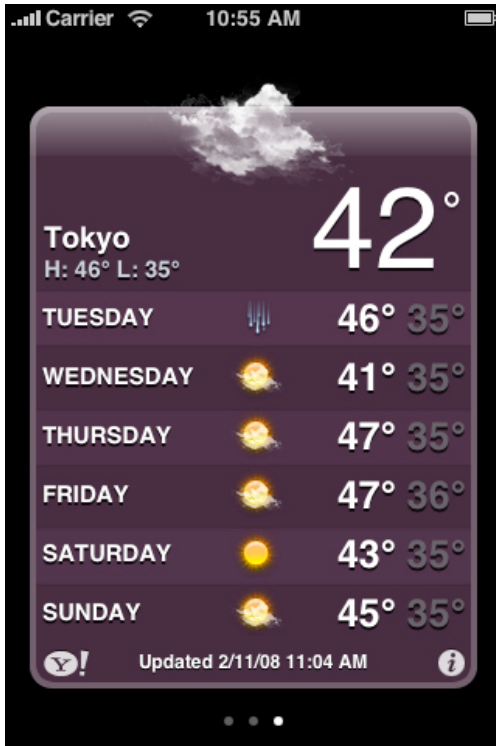 Carrier 10:55 AM
42°
Tokyo
H: 46° L: 35°
TUESDAY 46° 35°
WEDNESDAY 41° 35°
THURSDAY 47° 35°
FRIDAY 47° 36°
SATURDAY 43° 35°
SUNDAY 45° 35°
Y! Updated 2/11/08 11:04 AM i